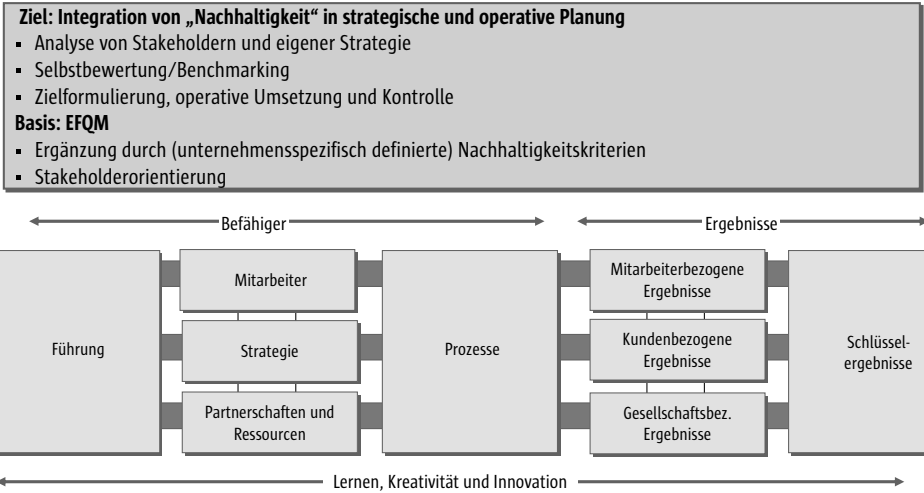 Ziel: Integration von „Nachhaltigkeit“ in strategische und operative Planung
▪ Analyse von Stakeholdern und eigener Strategie
▪ Selbstbewertung/Benchmarking
▪ Zielformulierung, operative Umsetzung und Kontrolle
Basis: EFQM
▪ Ergänzung durch (unternehmensspezifisch definierte) Nachhaltigkeitskriterien
▪ Stakeholderorientierung
Befähiger
Ergebnisse
Führung
Mitarbeiter
Strategie
Partnerschaften und
Ressourcen
Prozesse
Mitarbeiterbezogene
Ergebnisse
Kundenbezogene
Ergebnisse
Gesellschaftsbez.
Ergebnisse
Schlüssel-
ergebnisse
Lernen, Kreativität und Innovation